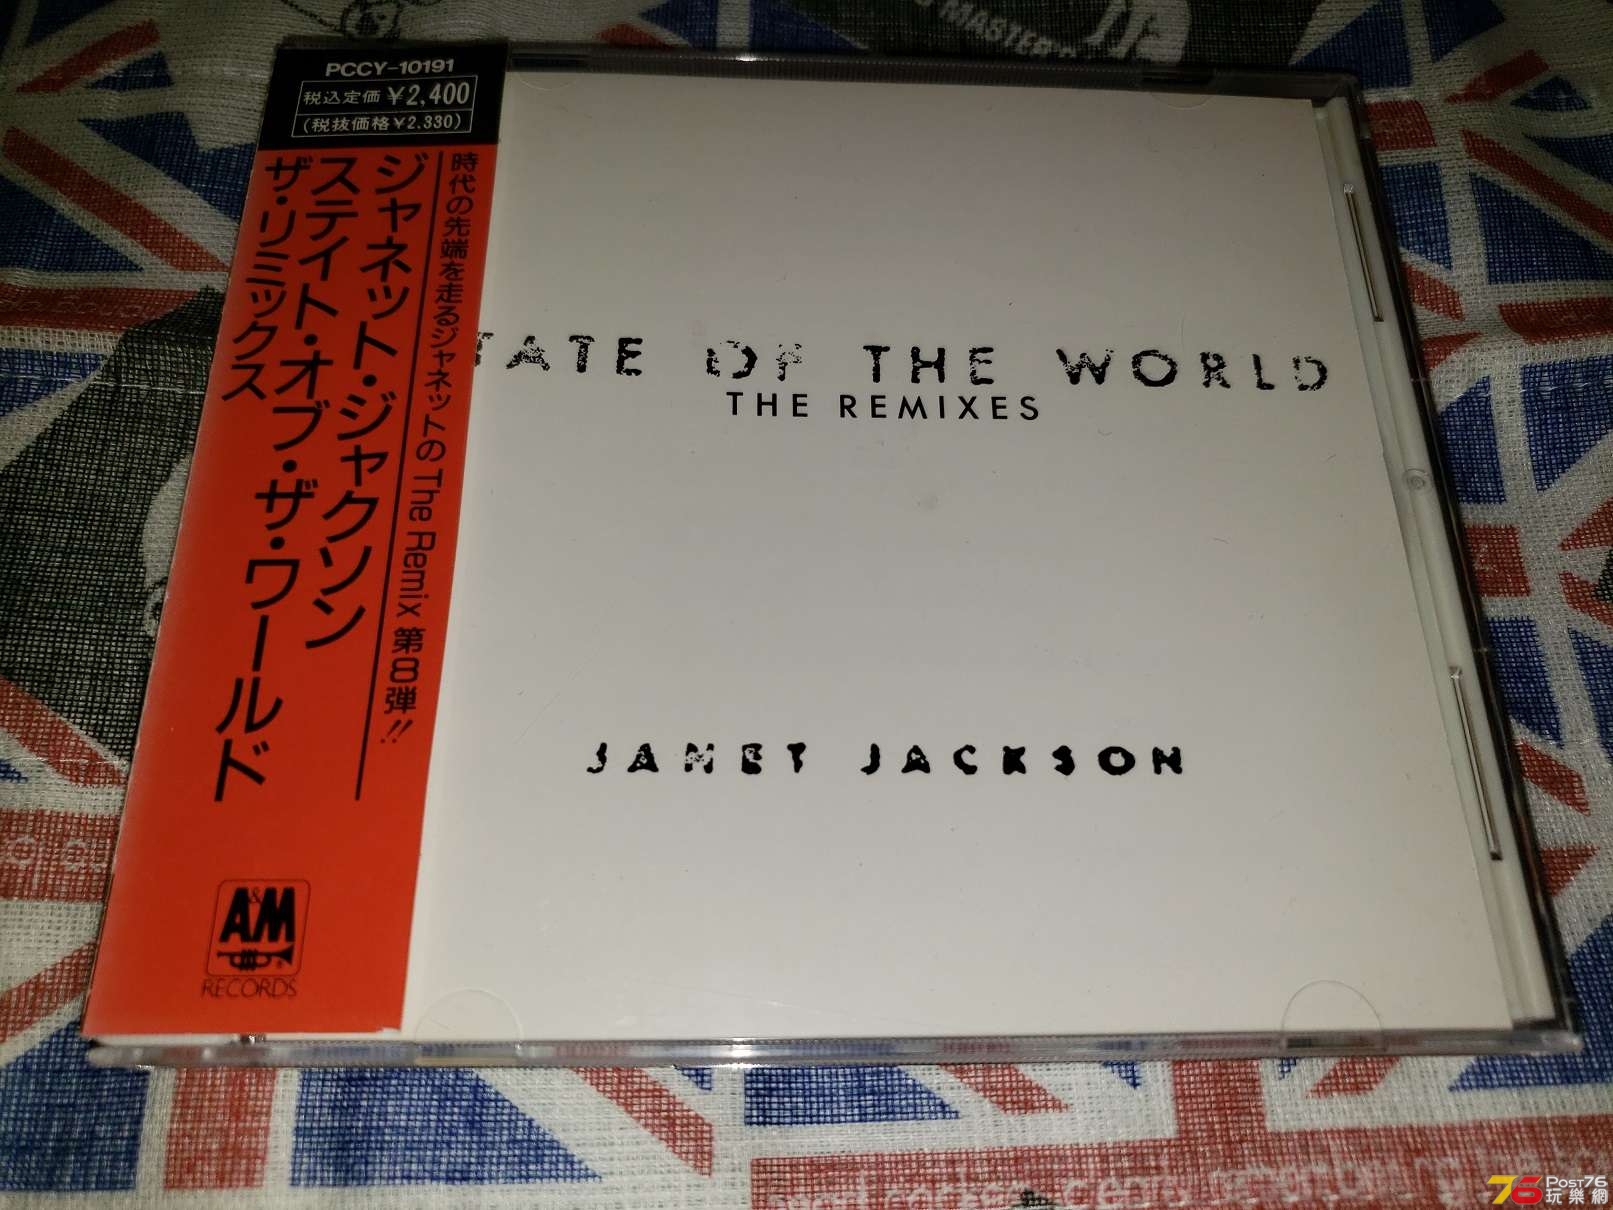 PCCY-10191
税込定価¥2,400
(税抜価格¥2.330)
時代の先端を走るジャネットのThe Remix 第8弾!!
ジャネット・ジャクソン
ステイト・オブ・ザ・ワールド
ザ・リミックス
A&M
RECORDS
TATE OF THE WORLD
THE REMIXES
JANET JACKSON
MASTER'S
76 Post76
玩樂網